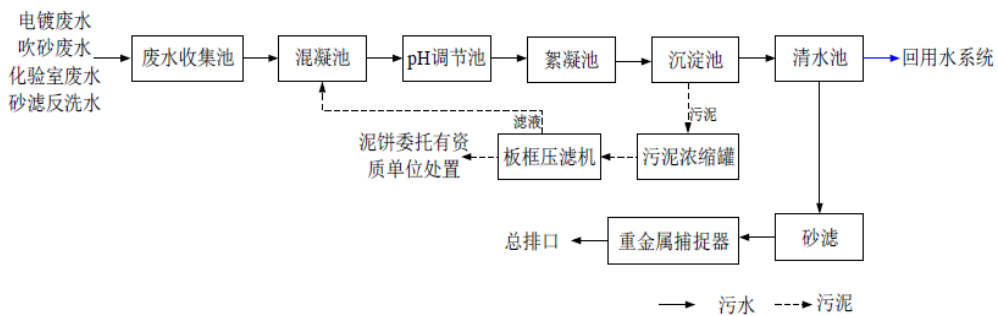 电镀废水
吹砂废水
化验室废水
砂滤反洗水
废水收集池
混凝池
pH调节池
絮凝池
沉淀池
清水池
回用水系统
滤液
污泥
泥饼委托有资
质单位处置
板框压滤机
污泥浓缩罐
总排口
重金属捕捉器
砂滤
污水
污泥